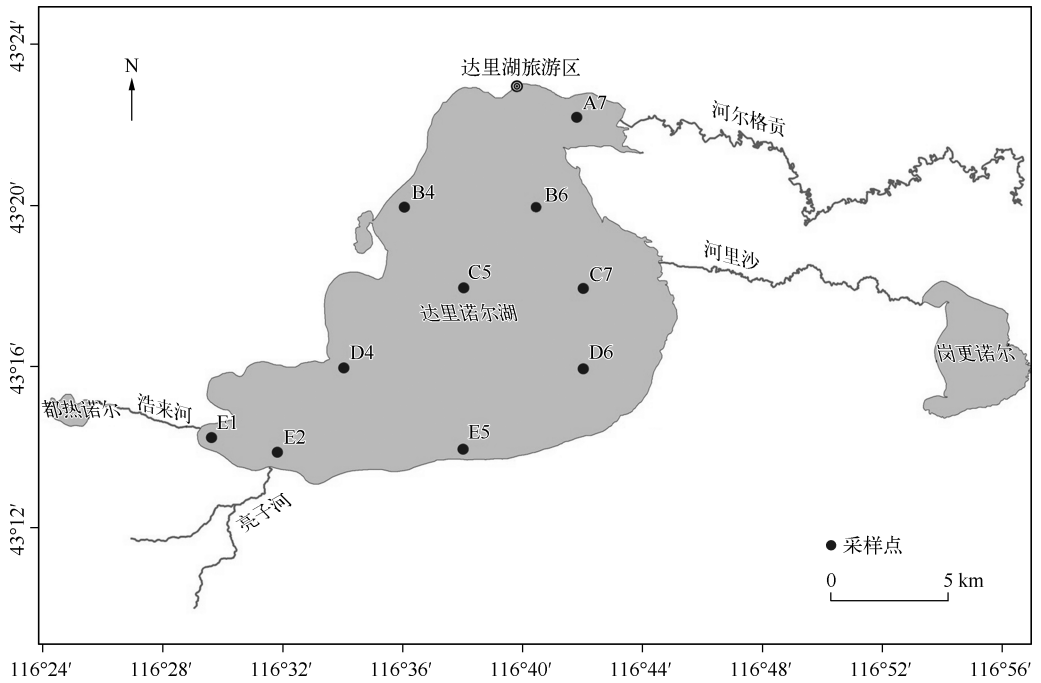 43°24′
N
达里湖旅游区
A7
河尔格贡
43°20′
B4
B6
河里沙
C5
C7
达里诺尔湖
43°16′
D4
D6
岗更诺尔
都热诺尔
浩来河
E1
E2
E5
亮子河
43°12′
采样点
0
5 km
116°24′
116°28′
116°32′
116°36′
116°40′
116°44′
116°48′
116°52′
116°56′